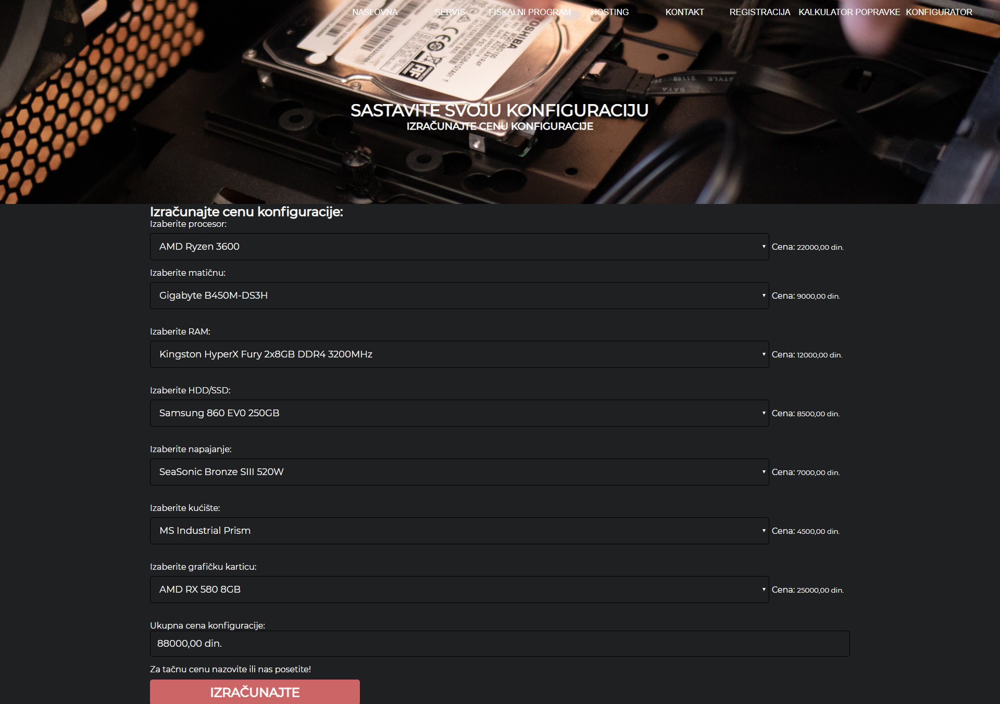 NASLOVNA SERVIS FISKALNI PROGRAM HOSTING KONTAKT REGISTRACIJA KALKULATOR POPRAVKE KONFIGURATOR
TOSHIBA
SATA 21149 STYLE
SASTAVITE SVOJU KONFIGURACIJU
IZRAČUNAJTE CENU KONFIGURACIJE
Izračunajte cenu konfiguracije:
Izaberite procesor:
AMD Ryzen 3600 Cena: 22000,00 din.
Izaberite matičnu:
Gigabyte B450M-DS3H Cena: 9000,00 din.
Izaberite RAM:
Kingston HyperX Fury 2x8GB DDR4 3200MHz Cena: 12000,00 din.
Izaberite HDD/SSD:
Samsung 860 EV0 250GB Cena: 8500,00 din.
Izaberite napajanje:
SeaSonic Bronze SIII 520W Cena: 7000,00 din.
Izaberite kućište:
MS Industrial Prism Cena: 4500,00 din.
Izaberite grafičku karticu:
AMD RX 580 8GB Cena: 25000,00 din.
Ukupna cena konfiguracije:
88000,00 din.
Za tačnu cenu nazovite ili nas posetite!
IZRAČUNAJTE